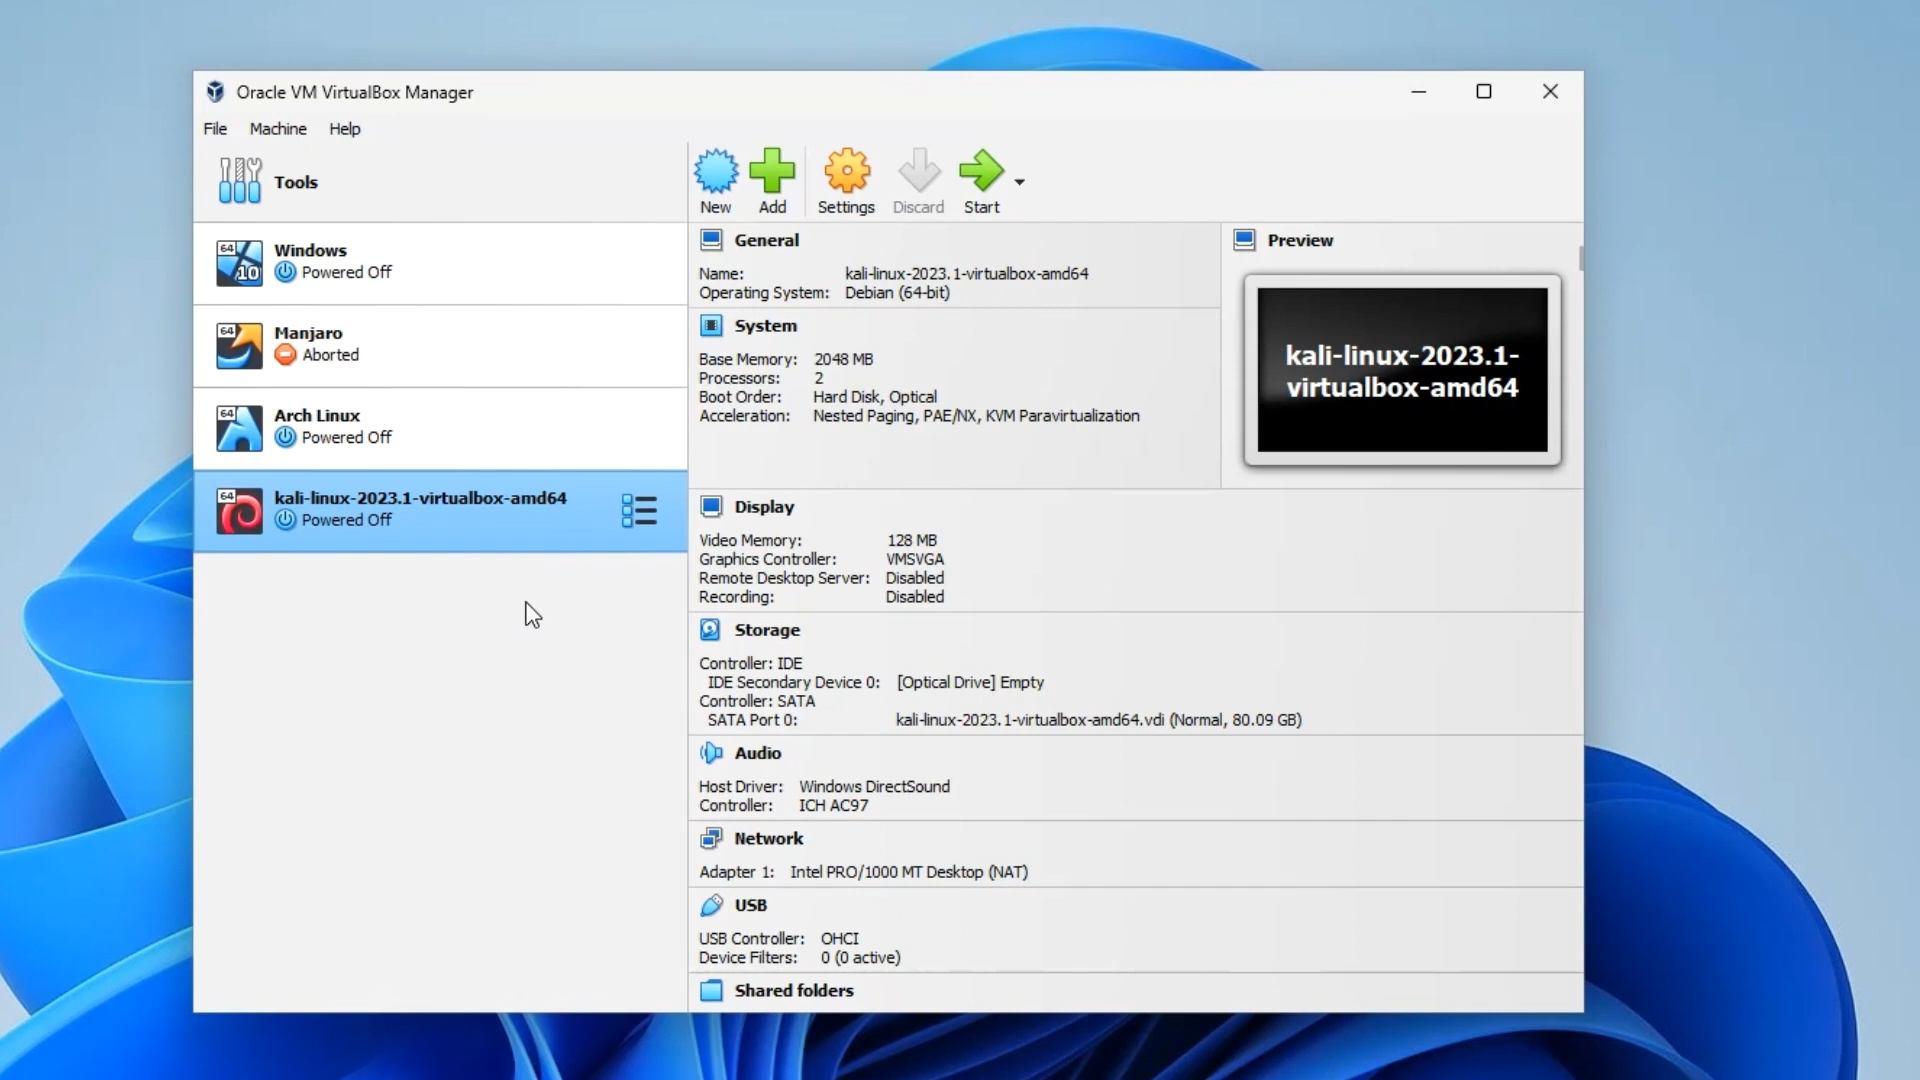 Oracle VM VirtualBox Manager
File Machine Help
Tools
New Add Settings Discard Start
64
10
Windows
Powered Off
64
Manjaro
Aborted
64
Arch Linux
Powered Off
64
kali-linux-2023.1-virtualbox-amd64
Powered Off
General
Name: kali-linux-2023.1-virtualbox-amd64
Operating System: Debian (64-bit)
System
Base Memory: 2048 MB
Processors: 2
Boot Order: Hard Disk, Optical
Acceleration: Nested Paging, PAE/NX, KVM Paravirtualization
Preview
kali-linux-2023.1-
virtualbox-amd64
Display
Video Memory: 128 MB
Graphics Controller: VMSVGA
Remote Desktop Server: Disabled
Recording: Disabled
Storage
Controller: IDE
IDE Secondary Device 0: [Optical Drive] Empty
Controller: SATA
SATA Port 0: kali-linux-2023.1-virtualbox-amd64.vdi (Normal, 80.09 GB)
Audio
Host Driver: Windows DirectSound
Controller: ICH AC97
Network
Adapter 1: Intel PRO/1000 MT Desktop (NAT)
USB
USB Controller: OHCI
Device Filters: 0 (0 active)
Shared folders